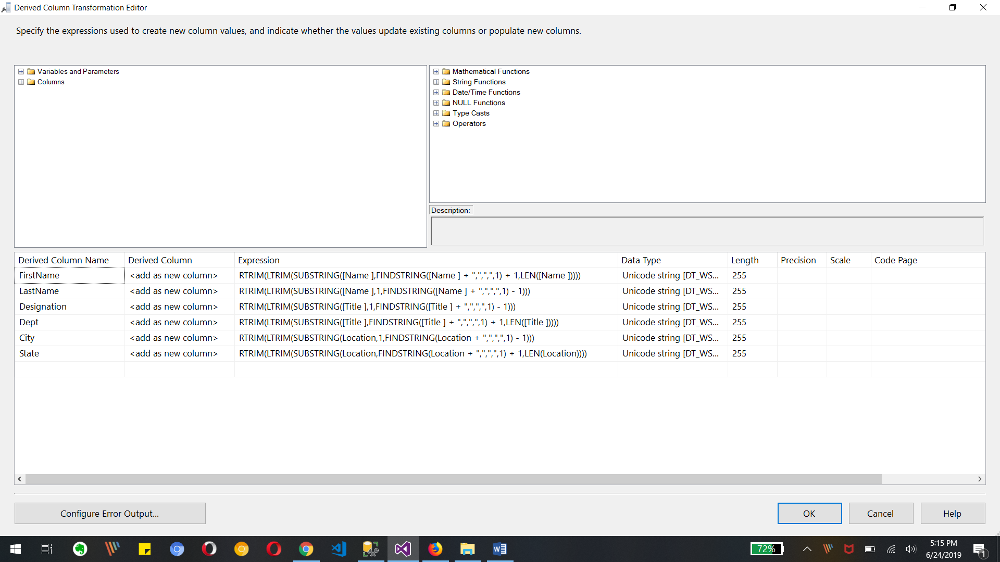 Derived Column Transformation Editor
Specify the expressions used to create new column values, and indicate whether the values update existing columns or populate new columns.
Variables and Parameters
Columns
Mathematical Functions
String Functions
Date/Time Functions
NULL Functions
Type Casts
Operators
Description:
Derived Column Name Derived Column Expression Data Type Length Precision Scale Code Page
FirstName <add as new column> RTRIM(LTRIM(SUBSTRING([Name ],FINDSTRING([Name ] + ",",",",1) + 1,LEN([Name ])))) Unicode string [DT_WS... 255
LastName <add as new column> RTRIM(LTRIM(SUBSTRING([Name ],1,FINDSTRING([Name ] + ",",",",1) - 1))) Unicode string [DT_WS... 255
Designation <add as new column> RTRIM(LTRIM(SUBSTRING([Title ],1,FINDSTRING([Title ] + ",",",",1) - 1))) Unicode string [DT_WS... 255
Dept <add as new column> RTRIM(LTRIM(SUBSTRING([Title ],FINDSTRING([Title ] + ",",",",1) + 1,LEN([Title ])))) Unicode string [DT_WS... 255
City <add as new column> RTRIM(LTRIM(SUBSTRING(Location,1,FINDSTRING(Location + ",",",",1) - 1))) Unicode string [DT_WS... 255
State <add as new column> RTRIM(LTRIM(SUBSTRING(Location,FINDSTRING(Location + ",",",",1) + 1,LEN(Location)))) Unicode string [DT_WS... 255
Configure Error Output...
OK
Cancel
Help
72%
5:15 PM
6/24/2019
1